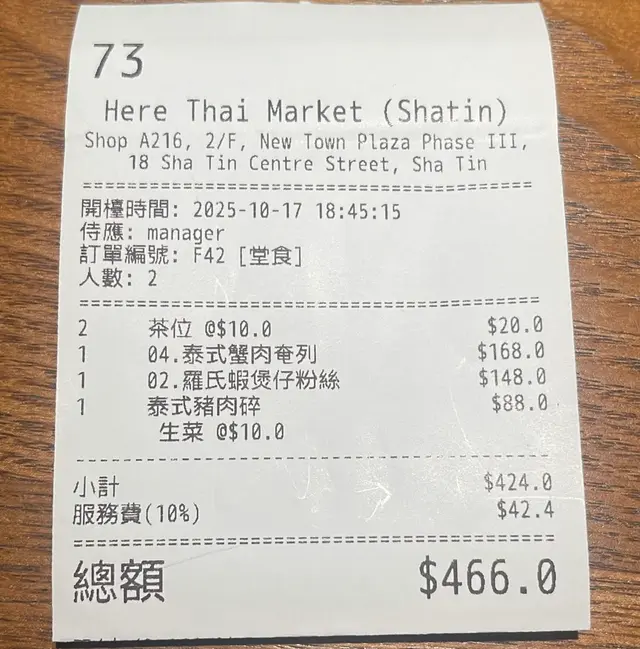 73
Here Thai Market (Shatin)
Shop A216, 2/F, New Town Plaza Phase III,
18 Sha Tin Centre Street, Sha Tin
開檯時間: 2025-10-17 18:45:15
侍應: manager
訂單編號: F42 [堂食]
人數: 2
2 茶位 @$10.0 $20.0
1 04.泰式蟹肉奄列 $168.0
1 02.羅氏蝦煲仔粉絲 $148.0
1 泰式豬肉碎 $88.0
生菜 @$10.0
小計 $424.0
服務費(10%) $42.4
總額 $466.0